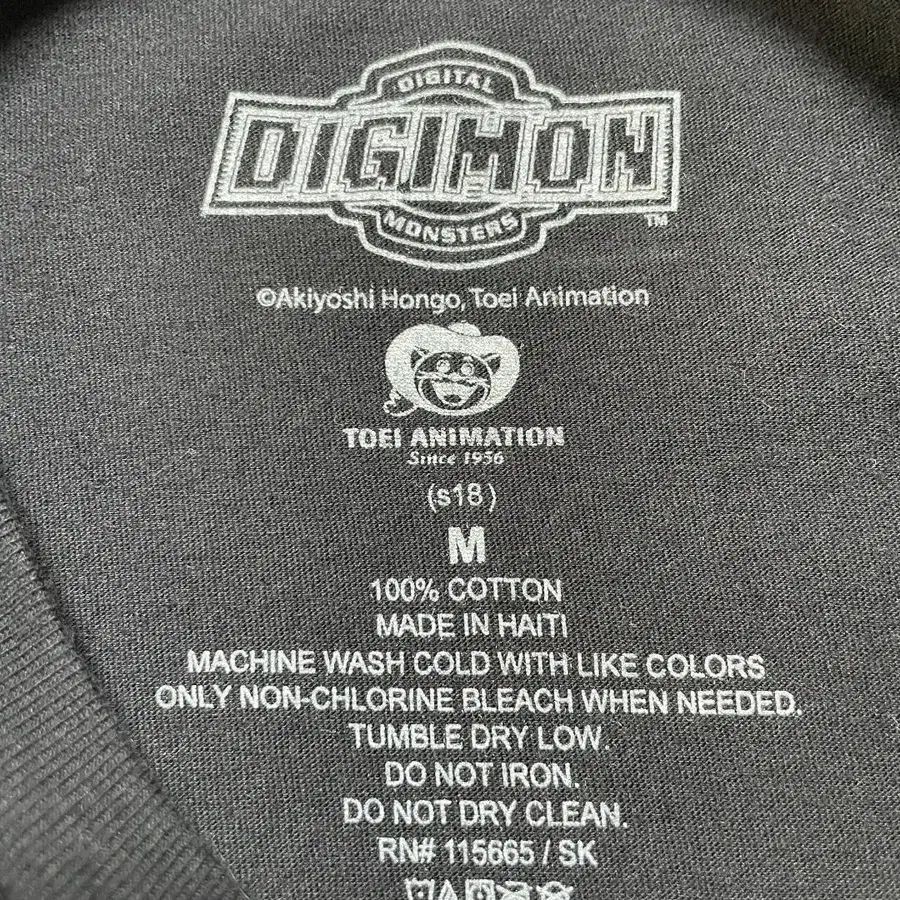 DIGITAL
DIGIMON
MONSTERS
TM
©Akiyoshi Hongo, Toei Animation
TOEI ANIMATION
Since 1956
(s18)
M
100% COTTON
MADE IN HAITI
MACHINE WASH COLD WITH LIKE COLORS
ONLY NON-CHLORINE BLEACH WHEN NEEDED.
TUMBLE DRY LOW.
DO NOT IRON.
DO NOT DRY CLEAN.
RN# 115665 / SK